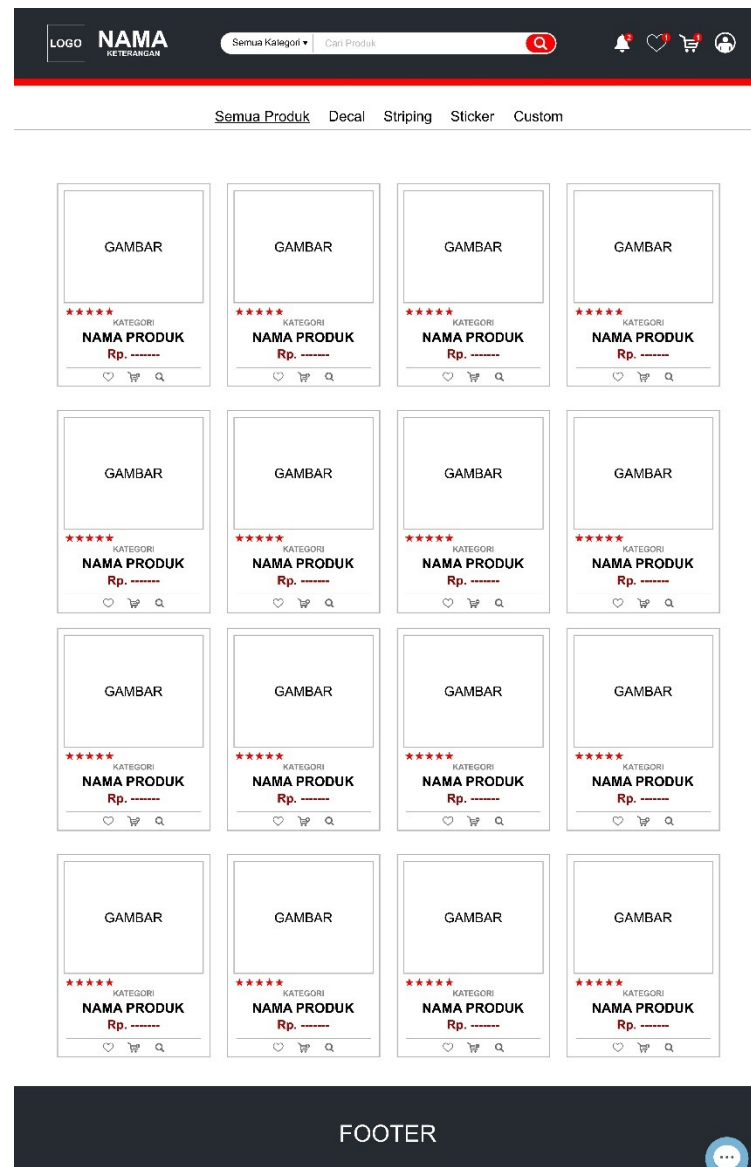 LOGO NAMA
KETERANGAN
Semua Kategori ▾ Cari Produk
2 1 1
Semua Produk Decal Striping Sticker Custom
GAMBAR GAMBAR GAMBAR GAMBAR
KATEGORI KATEGORI KATEGORI KATEGORI
NAMA PRODUK NAMA PRODUK NAMA PRODUK NAMA PRODUK
Rp. ------- Rp. ------- Rp. ------- Rp. -------
GAMBAR GAMBAR GAMBAR GAMBAR
KATEGORI KATEGORI KATEGORI KATEGORI
NAMA PRODUK NAMA PRODUK NAMA PRODUK NAMA PRODUK
Rp. ------- Rp. ------- Rp. ------- Rp. -------
GAMBAR GAMBAR GAMBAR GAMBAR
KATEGORI KATEGORI KATEGORI KATEGORI
NAMA PRODUK NAMA PRODUK NAMA PRODUK NAMA PRODUK
Rp. ------- Rp. ------- Rp. ------- Rp. -------
GAMBAR GAMBAR GAMBAR GAMBAR
KATEGORI KATEGORI KATEGORI KATEGORI
NAMA PRODUK NAMA PRODUK NAMA PRODUK NAMA PRODUK
Rp. ------- Rp. ------- Rp. ------- Rp. -------
FOOTER